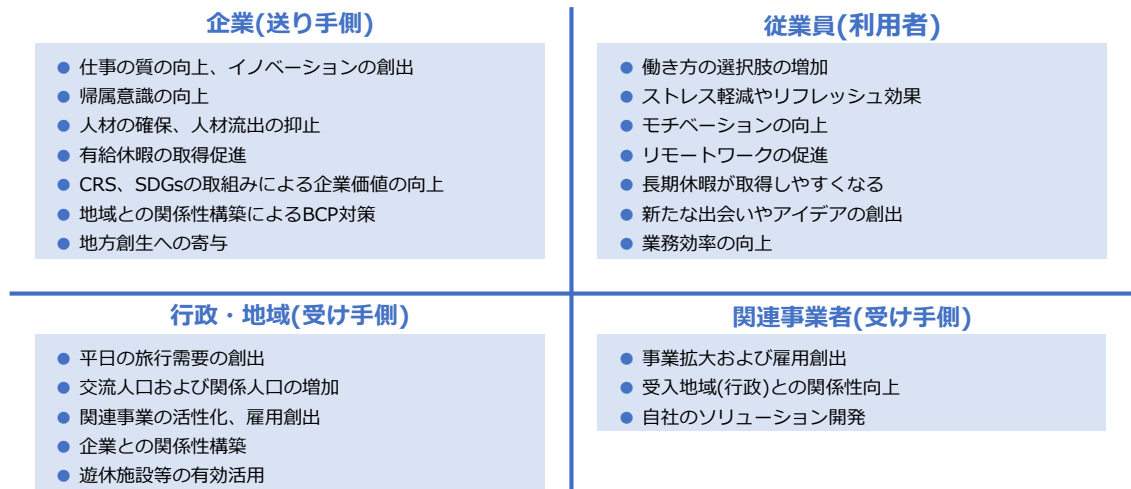 企業(送り手側)
● 仕事の質の向上、イノベーションの創出
● 帰属意識の向上
● 人材の確保、人材流出の抑止
● 有給休暇の取得促進
● CRS、SDGsの取組みによる企業価値の向上
● 地域との関係性構築によるBCP対策
● 地方創生への寄与
従業員(利用者)
● 働き方の選択肢の増加
● ストレス軽減やリフレッシュ効果
● モチベーションの向上
● リモートワークの促進
● 長期休暇が取得しやすくなる
● 新たな出会いやアイデアの創出
● 業務効率の向上
行政・地域(受け手側)
● 平日の旅行需要の創出
● 交流人口および関係人口の増加
● 関連事業の活性化、雇用創出
● 企業との関係性構築
● 遊休施設等の有効活用
関連事業者(受け手側)
● 事業拡大および雇用創出
● 受入地域(行政)との関係性向上
● 自社のソリューション開発